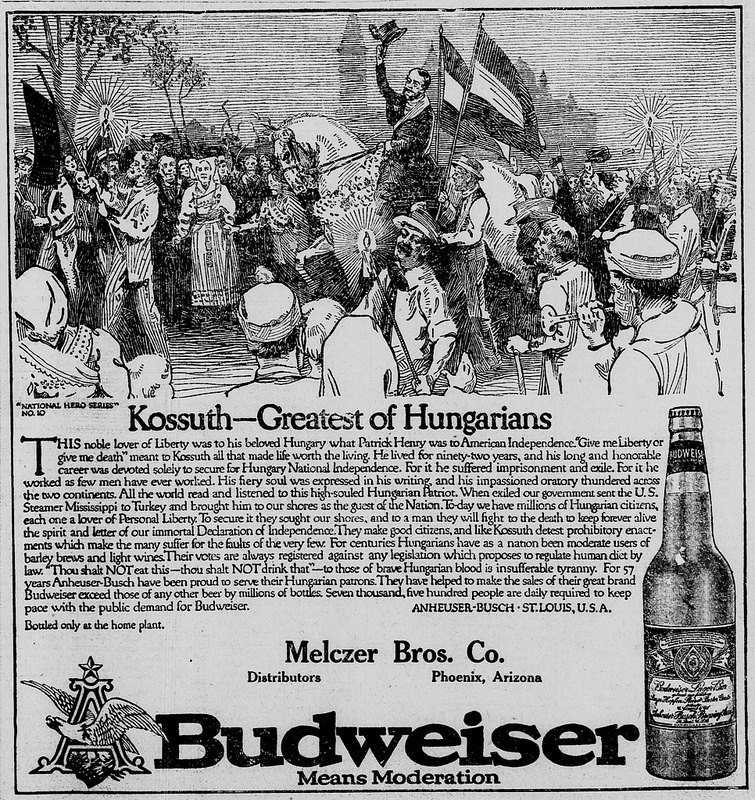 "NATIONAL HERO SERIES"
NO. 10
Kossuth—Greatest of Hungarians
THIS noble lover of Liberty was to his beloved Hungary what Patrick Henry was to American Independence. "Give me Liberty or
give me death" meant to Kossuth all that made life worth the living. He lived for ninety-two years, and his long and honorable
career was devoted solely to secure for Hungary National Independence. For it he suffered imprisonment and exile. For it he
worked as few men have ever worked. His fiery soul was expressed in his writing, and his impassioned oratory thundered across
the two continents. All the world read and listened to this high-souled Hungarian Patriot. When exiled our government sent the U.S.
Steamer Mississippi to Turkey and brought him to our shores as the guest of the Nation. To-day we have millions of Hungarian citizens,
each one a lover of Personal Liberty. To secure it they sought our shores, and to a man they will fight to the death to keep forever alive
the spirit and letter of our immortal Declaration of Independence. They make good citizens, and like Kossuth detest prohibitory enact-
ments which make the many suffer for the faults of the very few. For centuries Hungarians have as a nation been moderate users of
barley brews and light wines. Their votes are always registered against any legislation which proposes to regulate human diet by
law. "Thou shalt NOT eat this—thou shalt NOT drink that"—to those of brave Hungarian blood is insufferable tyranny. For 57
years Anheuser-Busch have been proud to serve their Hungarian patrons. They have helped to make the sales of their great brand
Budweiser exceed those of any other beer by millions of bottles. Seven thousand, five hundred people are daily required to keep
pace with the public demand for Budweiser.
ANHEUSER-BUSCH · ST. LOUIS, U.S.A.
Bottled only at the home plant.
BUDWEISER
Melczer Bros. Co.
Distributors Phoenix, Arizona
Budweiser Lager Bier
A
Budweiser
Means Moderation